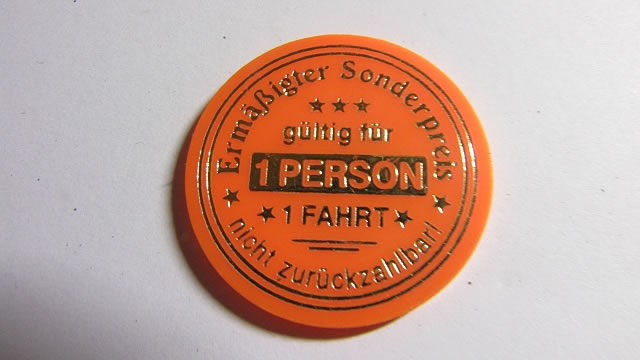 Ermäßigter Sonderpreis
gültig für
1 PERSON
1 FAHRT
nicht zurückzahlbar!